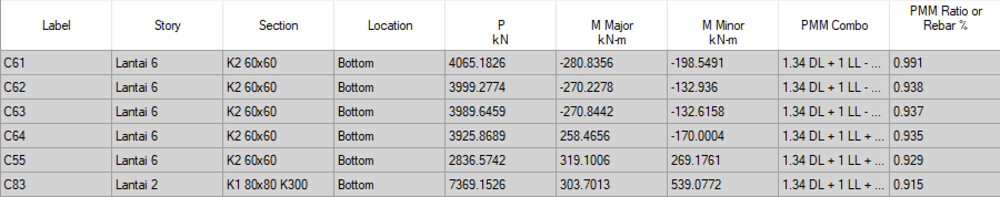 Label Story Section Location P kN M Major kN-m M Minor kN-m PMM Combo PMM Ratio or Rebar %
C61 Lantai 6 K2 60x60 Bottom 4065.1826 -280.8356 -198.5491 1.34 DL + 1 LL - ... 0.991
C62 Lantai 6 K2 60x60 Bottom 3999.2774 -270.2278 -132.936 1.34 DL + 1 LL - ... 0.938
C63 Lantai 6 K2 60x60 Bottom 3989.6459 -270.8442 -132.6158 1.34 DL + 1 LL - ... 0.937
C64 Lantai 6 K2 60x60 Bottom 3925.8689 258.4656 -170.0004 1.34 DL + 1 LL + ... 0.935
C55 Lantai 6 K2 60x60 Bottom 2836.5742 319.1006 269.1761 1.34 DL + 1 LL + ... 0.929
C83 Lantai 2 K1 80x80 K300 Bottom 7369.1526 303.7013 539.0772 1.34 DL + 1 LL + ... 0.915